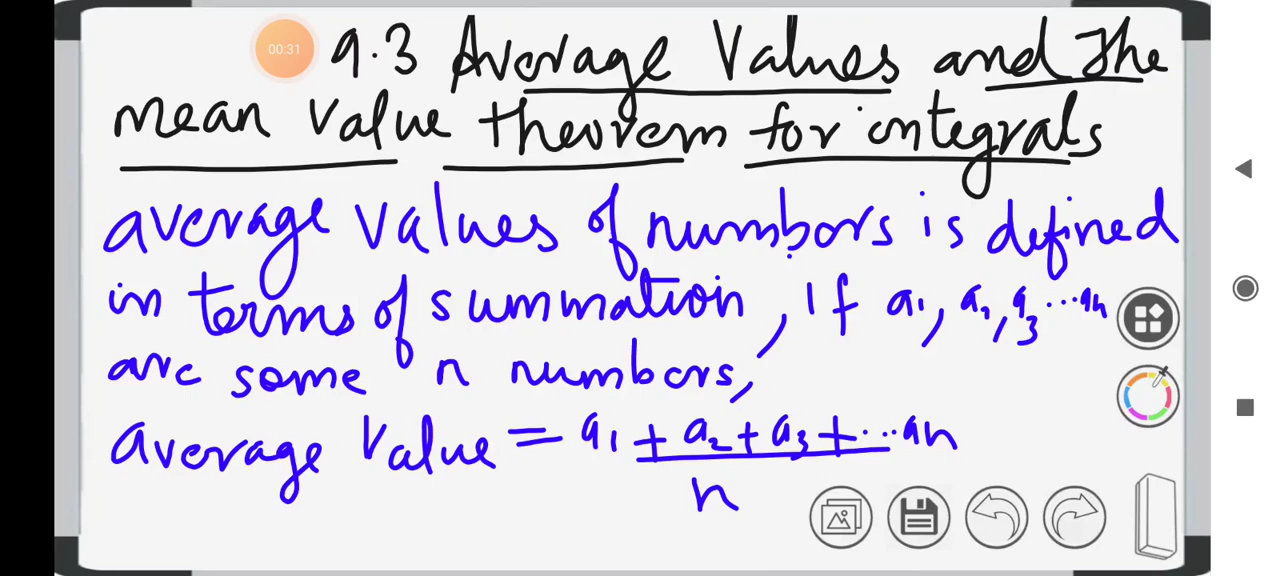 00:31
9.3 Average Values and The
mean value theorem for integrals
average values of numbers is defined
in terms of summation, If a₁, a₂, a₃ ... aₙ
are some n numbers,
average value = a₁ + a₂ + a₃ + ... aₙ
n